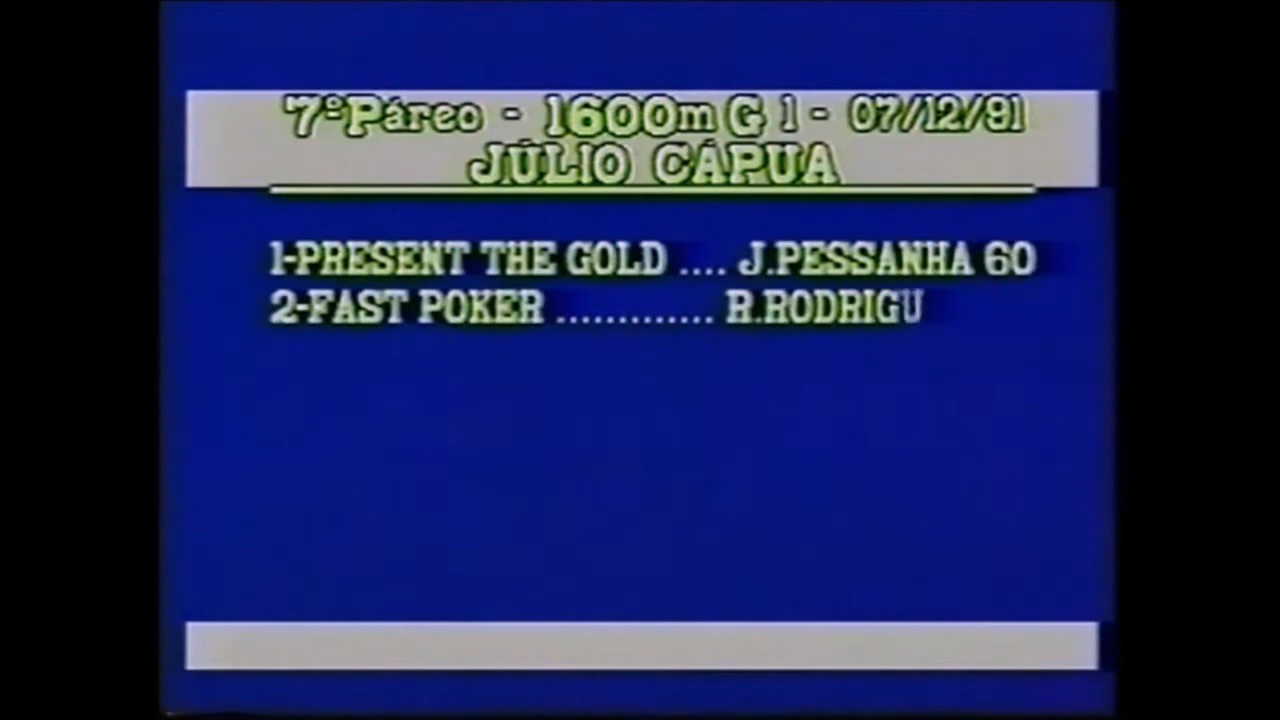 7ºPáreo - 1600m G 1 - 07/12/91
JÚLIO CÁPUA
1-PRESENT THE GOLD .... J.PESSANHA 60
2-FAST POKER ............. R.RODRIGU